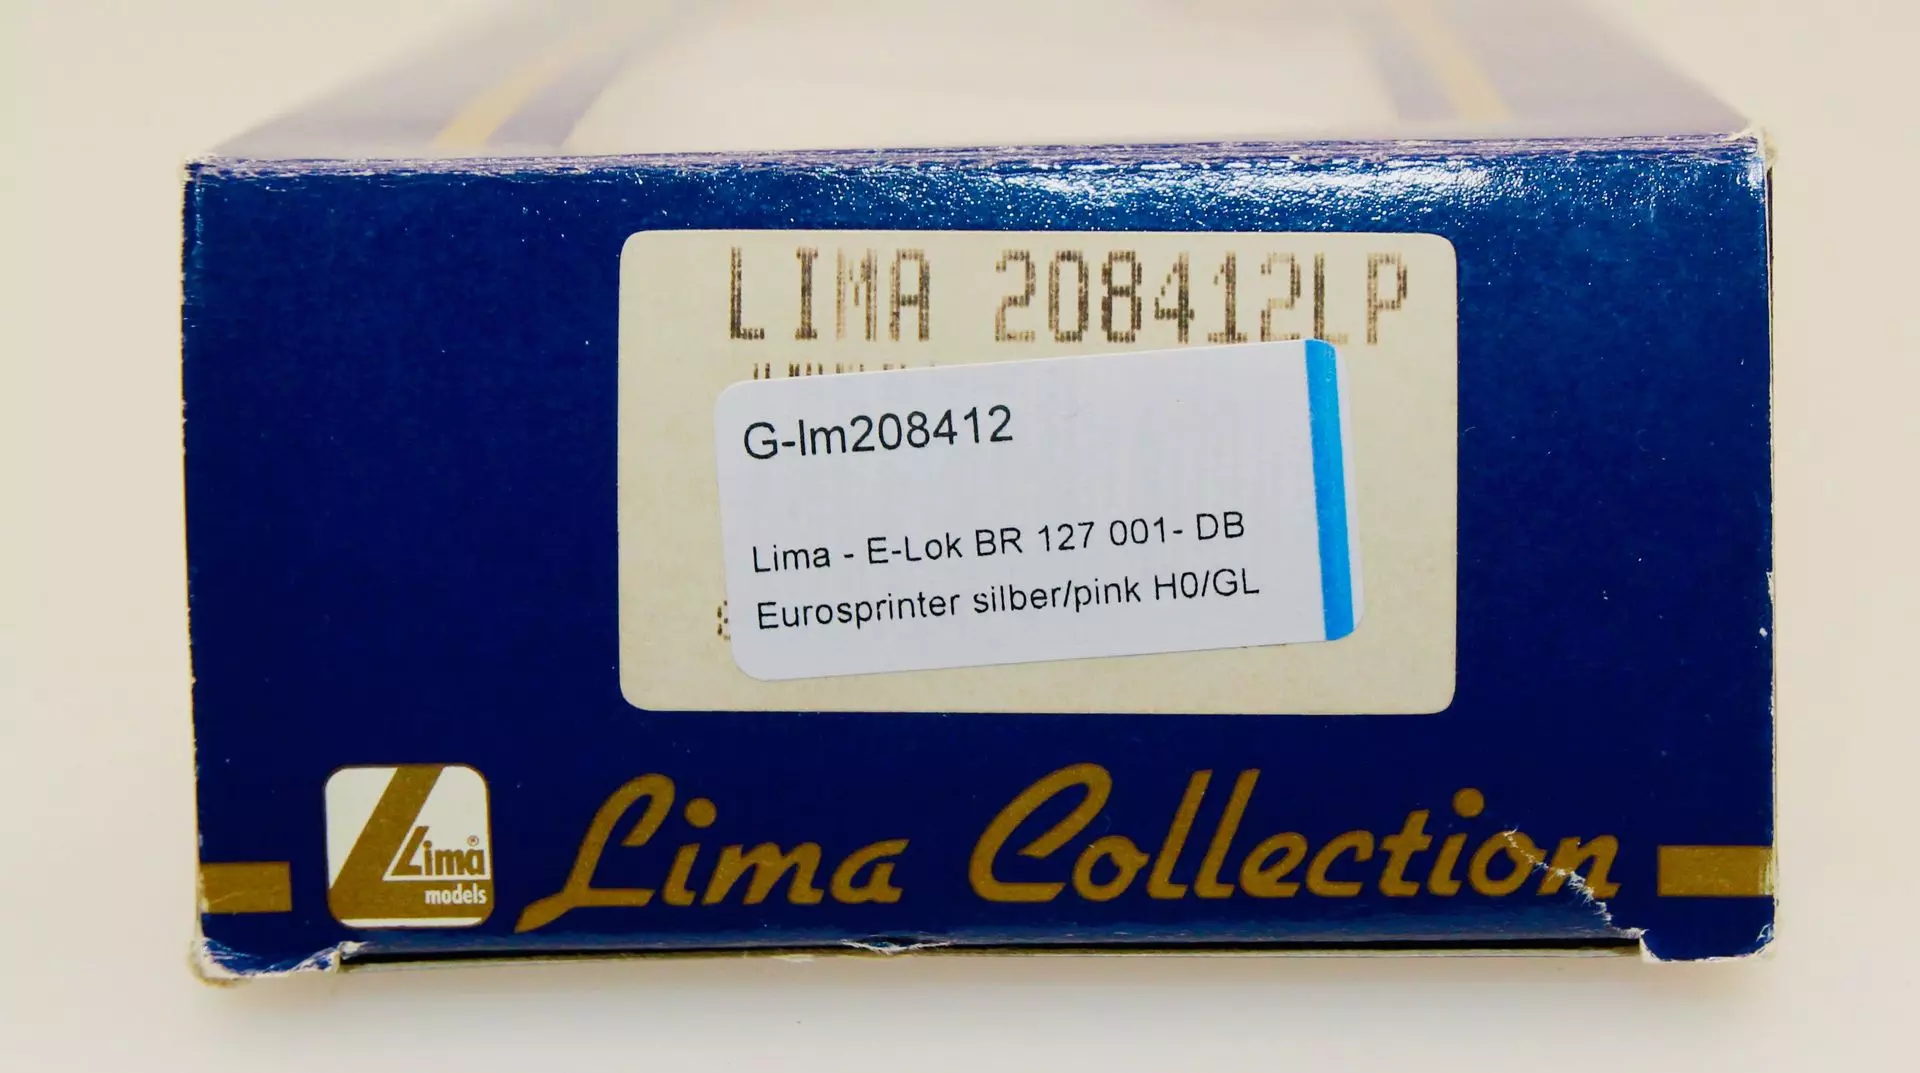 LIMA 208412LP
G-lm208412
Lima - E-Lok BR 127 001- DB
Eurosprinter silber/pink H0/GL
Lima®
models
Lima Collection